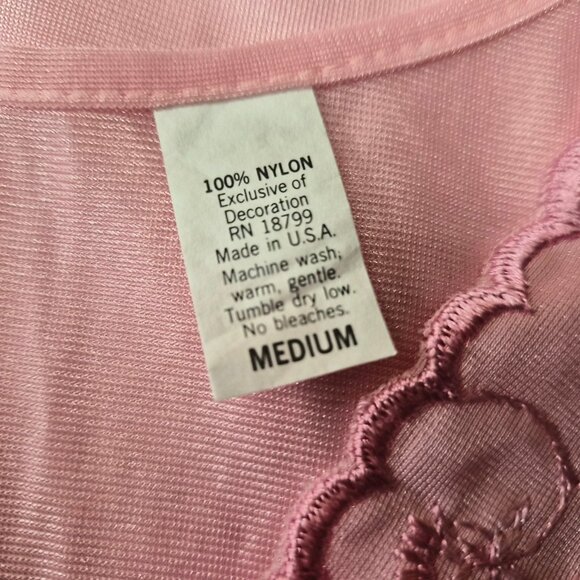 100% NYLON
Exclusive of
Decoration
RN 18799
Made in U.S.A.
Machine wash;
warm, gentle.
Tumble dry low.
No bleaches.
MEDIUM